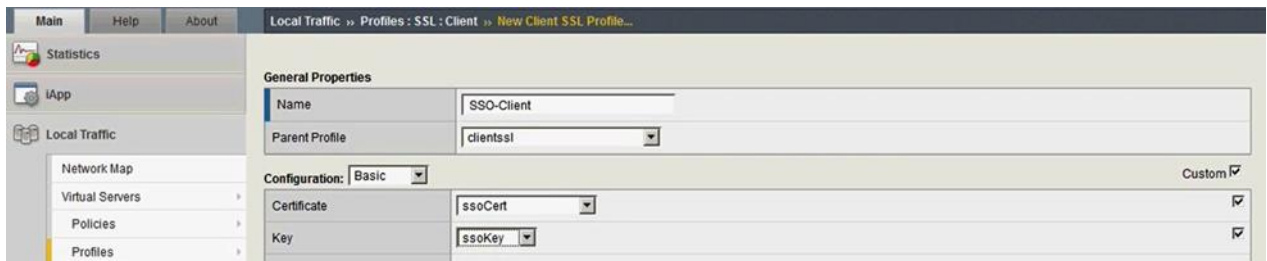 Main Help About
Local Traffic ›› Profiles : SSL : Client ›› New Client SSL Profile...
Statistics
iApp
Local Traffic
Network Map
Virtual Servers
Policies
Profiles
General Properties
Name SSO-Client
Parent Profile clientssl
Configuration: Basic Custom
Certificate ssoCert
Key ssoKey